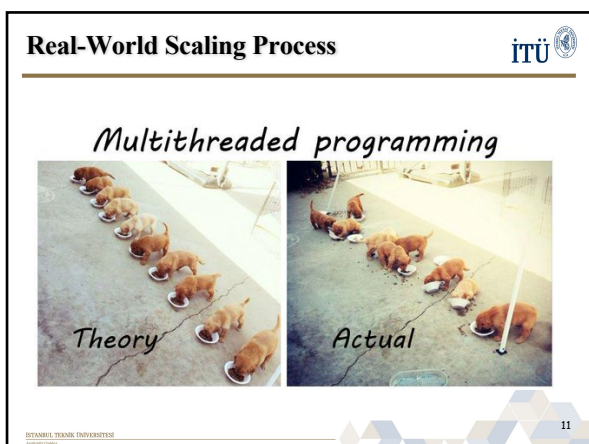 Real-World Scaling Process
İTÜ
Multithreaded programming
Theory
Actual
İSTANBUL TEKNİK ÜNİVERSİTESİ
11